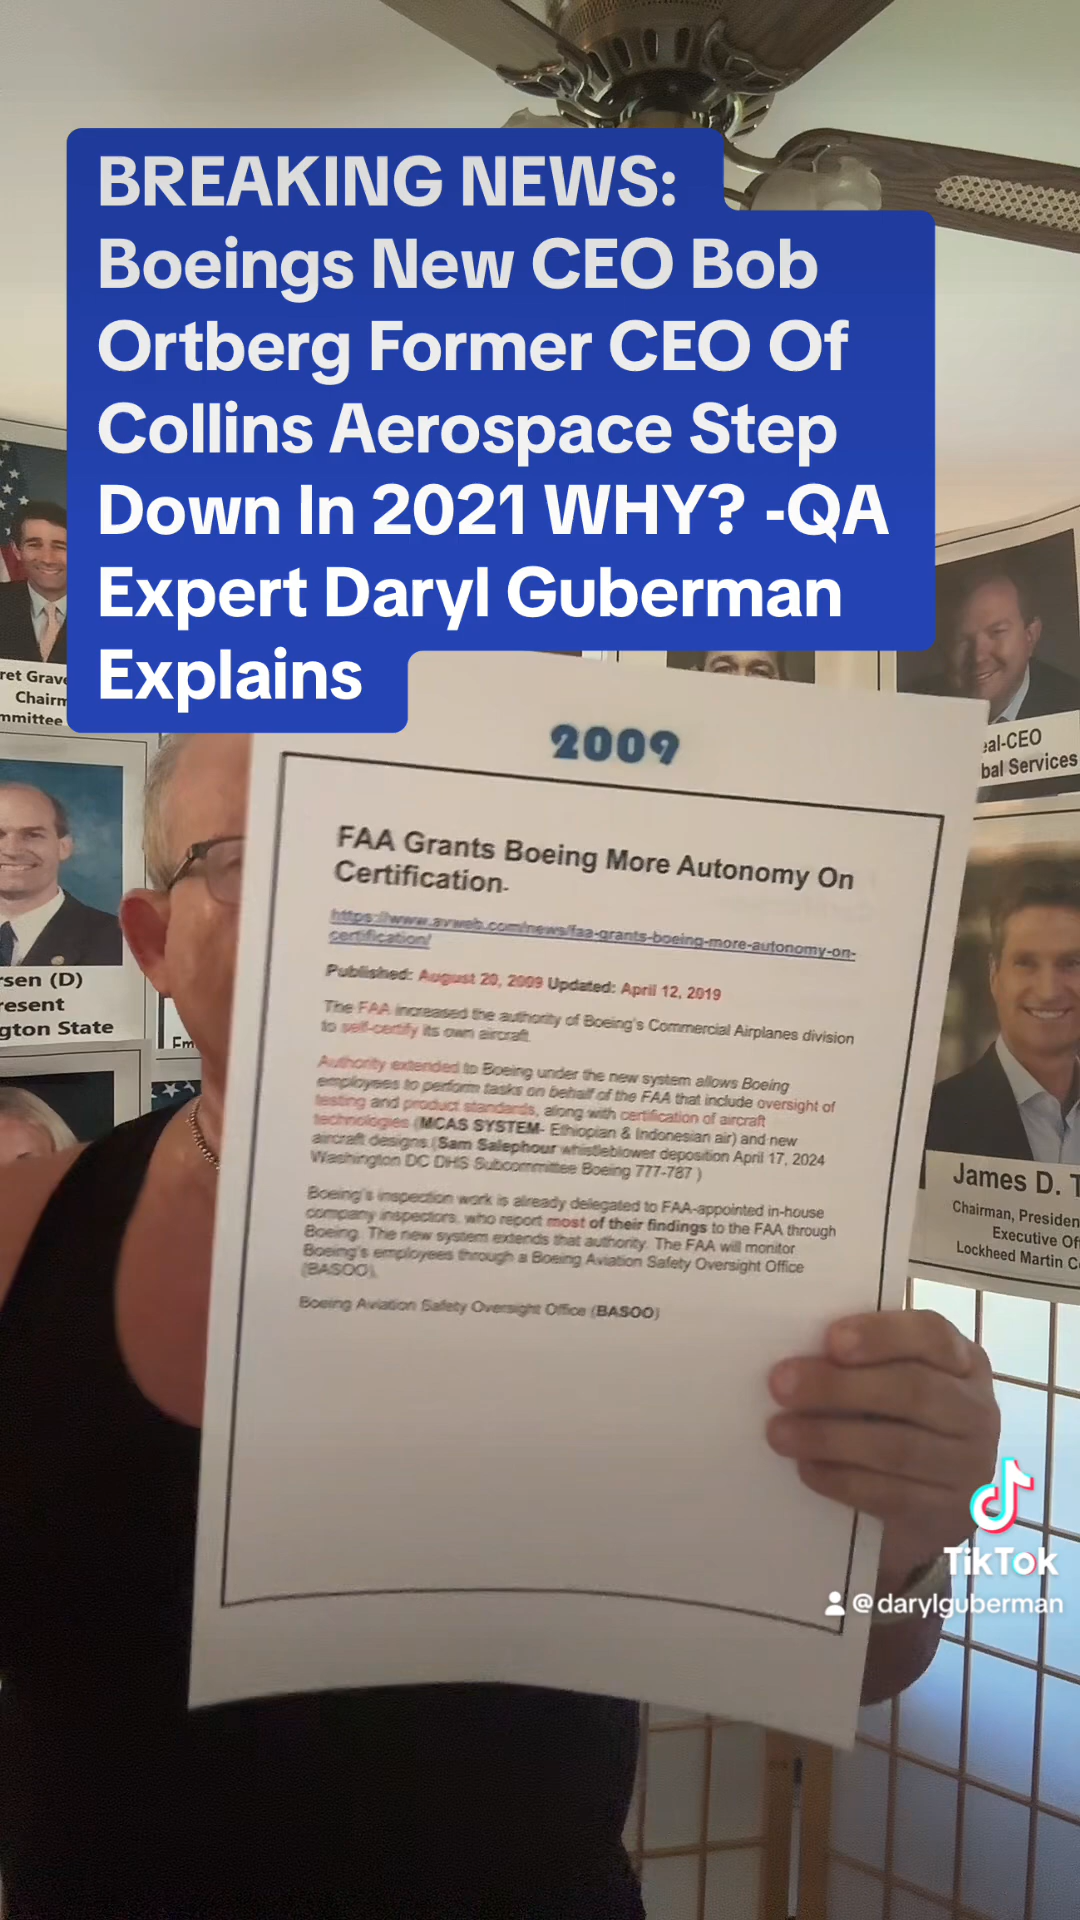 BREAKING NEWS:
Boeings New CEO Bob
Ortberg Former CEO Of
Collins Aerospace Step
Down In 2021 WHY? -QA
Expert Daryl Guberman
Explains
ret Grave
Chairm
mmittee
eal-CEO
bal Services
2009
FAA Grants Boeing More Autonomy On
Certification-
https://www.avweb.com/news/faa-grants-boeing-more-autonomy-on-
certification/
Published: August 20, 2009 Updated: April 12, 2019
The FAA increased the authority of Boeing's Commercial Airplanes division
to self-certify its own aircraft.
Authority extended to Boeing under the new system allows Boeing
employees to perform tasks on behalf of the FAA that include oversight of
testing and product standards, along with certification of aircraft
technologies (MCAS SYSTEM- Ethiopian & Indonesian air) and new
aircraft designs.(Sam Salephour whistleblower deposition April 17, 2024
Washington DC DHS Subcommittee Boeing 777-787 )
Boeing's inspection work is already delegated to FAA-appointed in-house
company inspectors, who report most of their findings to the FAA through
Boeing. The new system extends that authority. The FAA will monitor
Boeing's employees through a Boeing Aviation Safety Oversight Office
(BASOO).
Boeing Aviation Safety Oversight Office (BASOO)
rsen (D)
resent
gton State
Em
James D. T
Chairman, Presiden
Executive Of
Lockheed Martin C
TikTok
@darylguberman